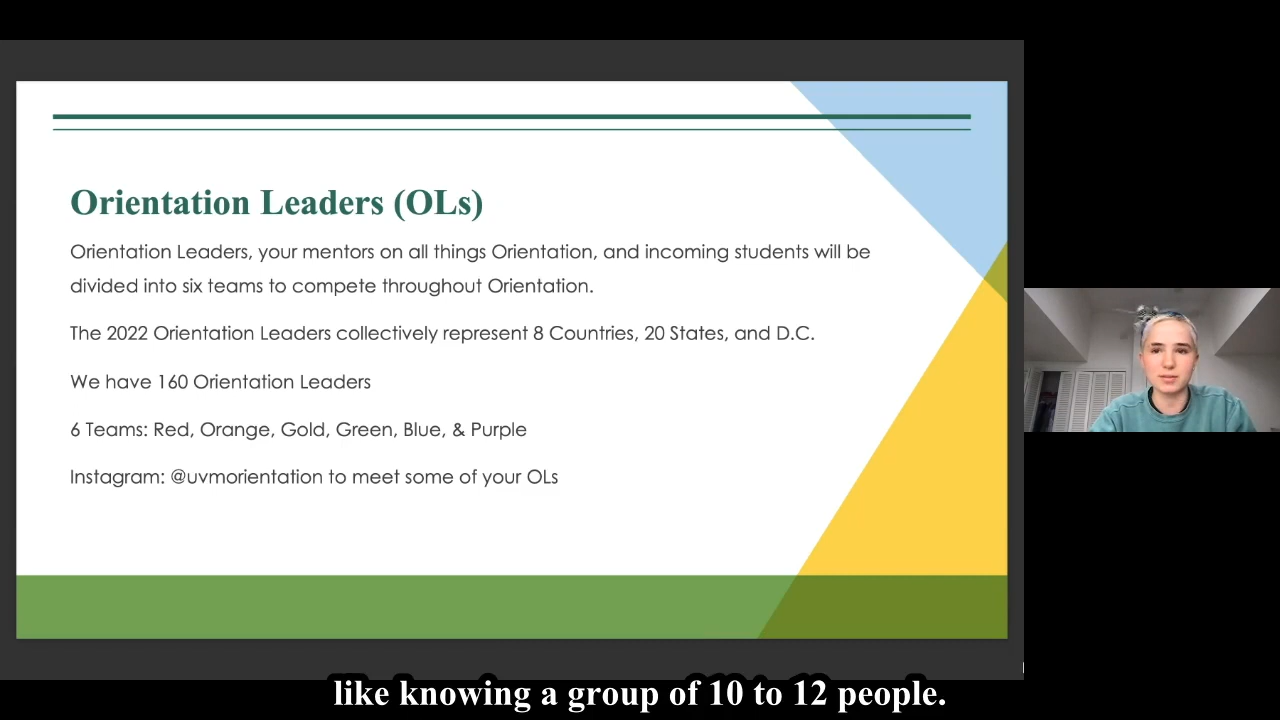 Orientation Leaders (OLs)
Orientation Leaders, your mentors on all things Orientation, and incoming students will be
divided into six teams to compete throughout Orientation.
The 2022 Orientation Leaders collectively represent 8 Countries, 20 States, and D.C.
We have 160 Orientation Leaders
6 Teams: Red, Orange, Gold, Green, Blue, & Purple
Instagram: @uvmorientation to meet some of your OLs
like knowing a group of 10 to 12 people.